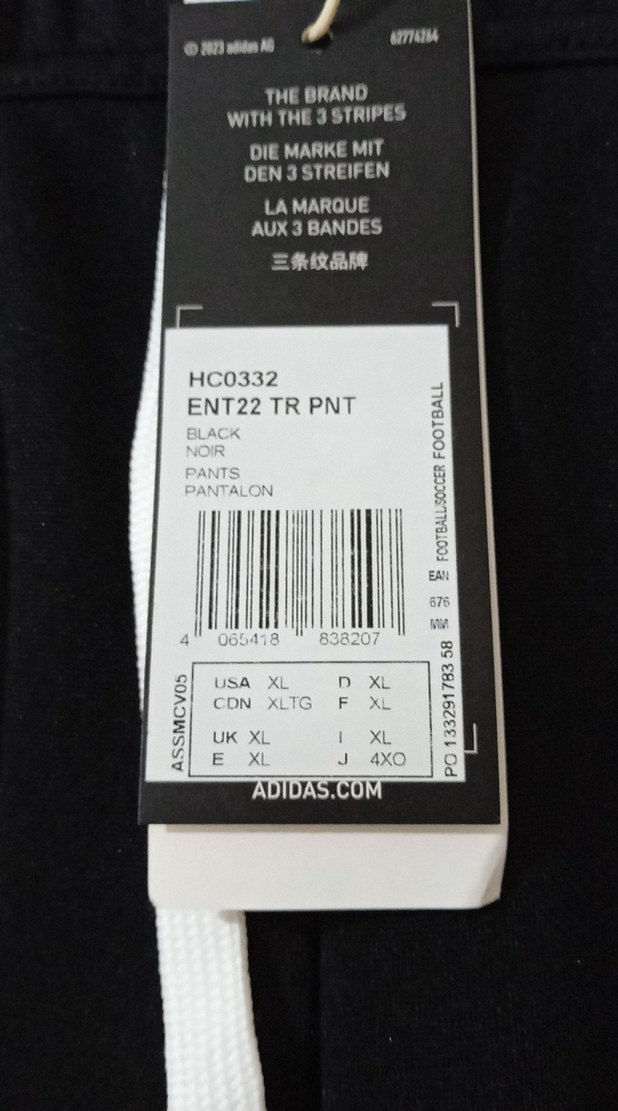 © 2023 adidas AG
62774264
THE BRAND
WITH THE 3 STRIPES
DIE MARKE MIT
DEN 3 STREIFEN
LA MARQUE
AUX 3 BANDES
三条纹品牌
HC0332
ENT22 TR PNT
BLACK
NOIR
PANTS
PANTALON
4 065418 838207
FOOTBALL/SOCCER FOOTBALL
EAN
676
MM
PO 133291783 58
ASSMCV05
USA XL D XL
CDN XLTG F XL
UK XL I XL
E XL J 4XO
ADIDAS.COM